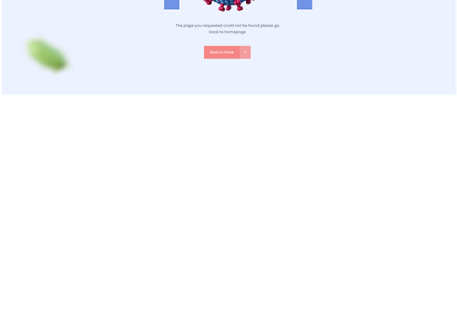 The page you requested could not be found.please go
back to homepage
Back to Home